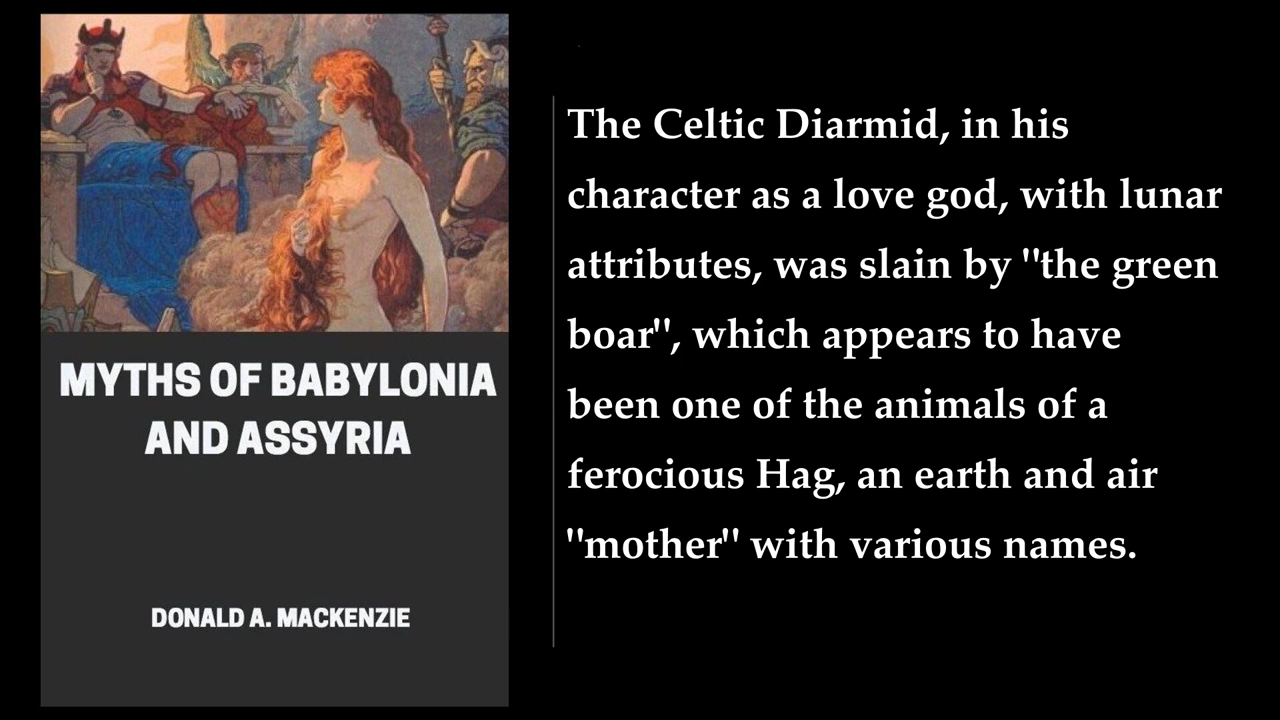 MYTHS OF BABYLONIA
AND ASSYRIA
DONALD A. MACKENZIE
The Celtic Diarmid, in his
character as a love god, with lunar
attributes, was slain by "the green
boar", which appears to have
been one of the animals of a
ferocious Hag, an earth and air
"mother" with various names.